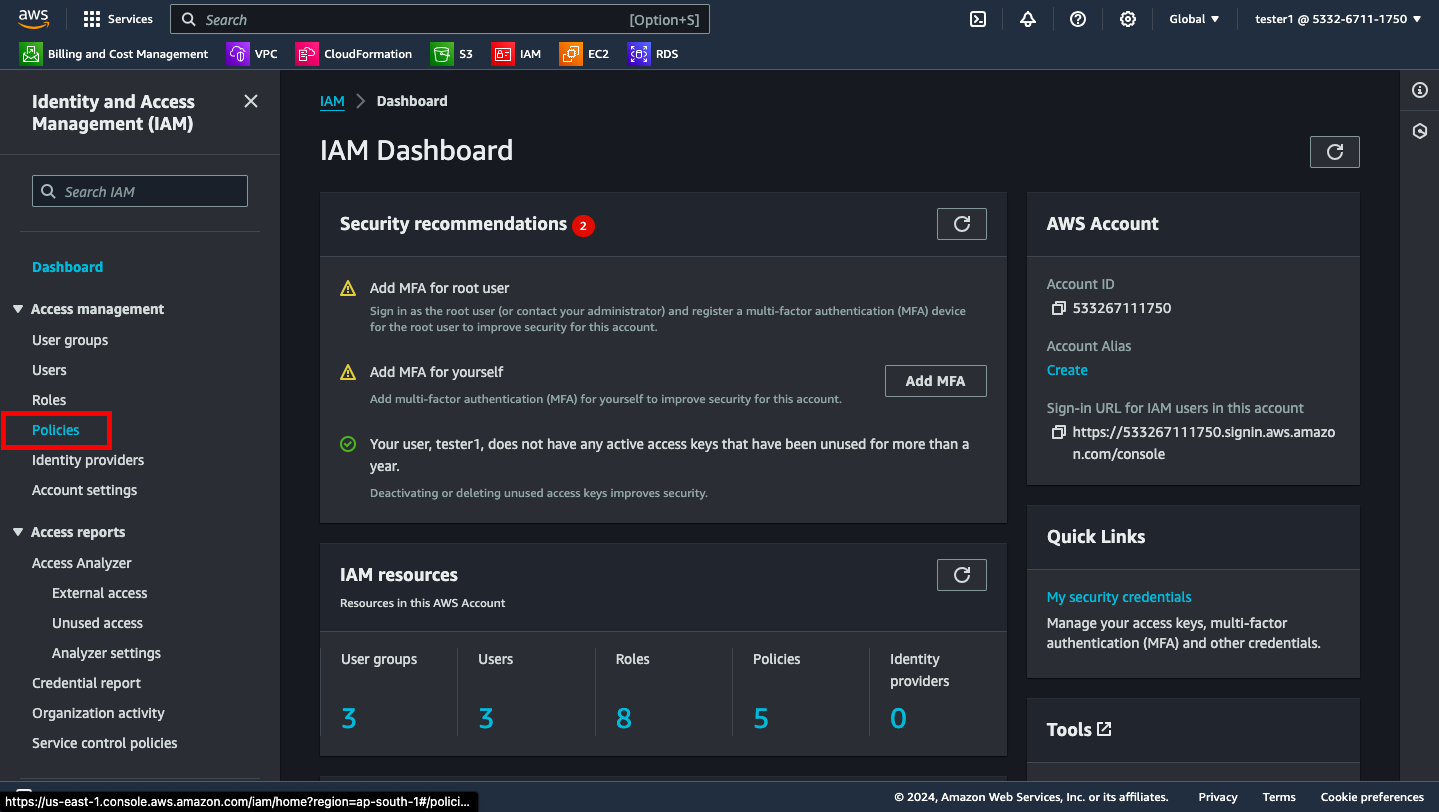 aws
Services
Search
[Option+S]
Global
tester1 @ 5332-6711-1750
Billing and Cost Management
VPC
CloudFormation
S3
IAM
EC2
RDS
Identity and Access
Management (IAM)
Search IAM
Dashboard
Access management
User groups
Users
Roles
Policies
Identity providers
Account settings
Access reports
Access Analyzer
External access
Unused access
Analyzer settings
Credential report
Organization activity
Service control policies
IAM
Dashboard
IAM Dashboard
Security recommendations 2
Add MFA for root user
Sign in as the root user (or contact your administrator) and register a multi-factor authentication (MFA) device
for the root user to improve security for this account.
Add MFA for yourself
Add multi-factor authentication (MFA) for yourself to improve security for this account.
Add MFA
Your user, tester1, does not have any active access keys that have been unused for more than a
year.
Deactivating or deleting unused access keys improves security.
IAM resources
Resources in this AWS Account
User groups
3
Users
3
Roles
8
Policies
5
Identity
providers
0
AWS Account
Account ID
533267111750
Account Alias
Create
Sign-in URL for IAM users in this account
https://533267111750.signin.aws.amazo
n.com/console
Quick Links
My security credentials
Manage your access keys, multi-factor
authentication (MFA) and other credentials.
Tools
https://us-east-1.console.aws.amazon.com/iam/home?region=ap-south-1#/polici...
© 2024, Amazon Web Services, Inc. or its affiliates.
Privacy
Terms
Cookie preferences